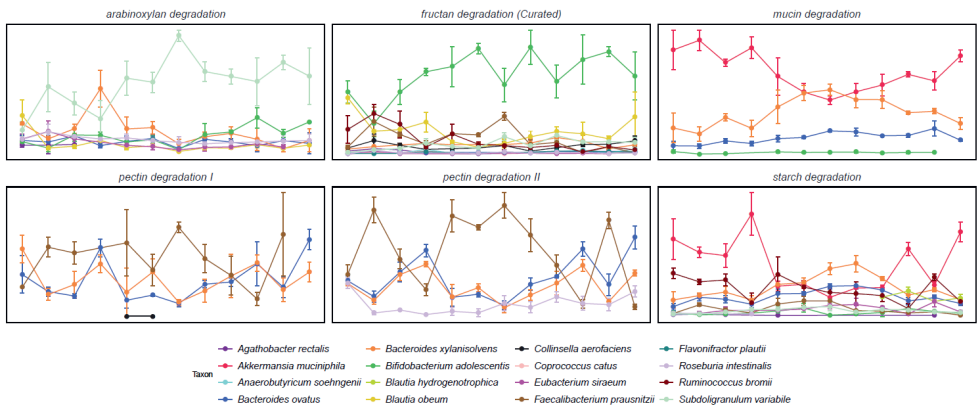 arabinoxylan degradation
fructan degradation (Curated)
mucin degradation
pectin degradation I
pectin degradation II
starch degradation
Taxon
Agathobacter rectalis
Akkermansia muciniphila
Anaerobutyricum soehngenii
Bacteroides ovatus
Bacteroides xylanisolvens
Bifidobacterium adolescentis
Blautia hydrogenotrophica
Blautia obeum
Collinsella aerofaciens
Coprococcus catus
Eubacterium siraeum
Faecalibacterium prausnitzii
Flavonifractor plautii
Roseburia intestinalis
Ruminococcus bromii
Subdoligranulum variabile